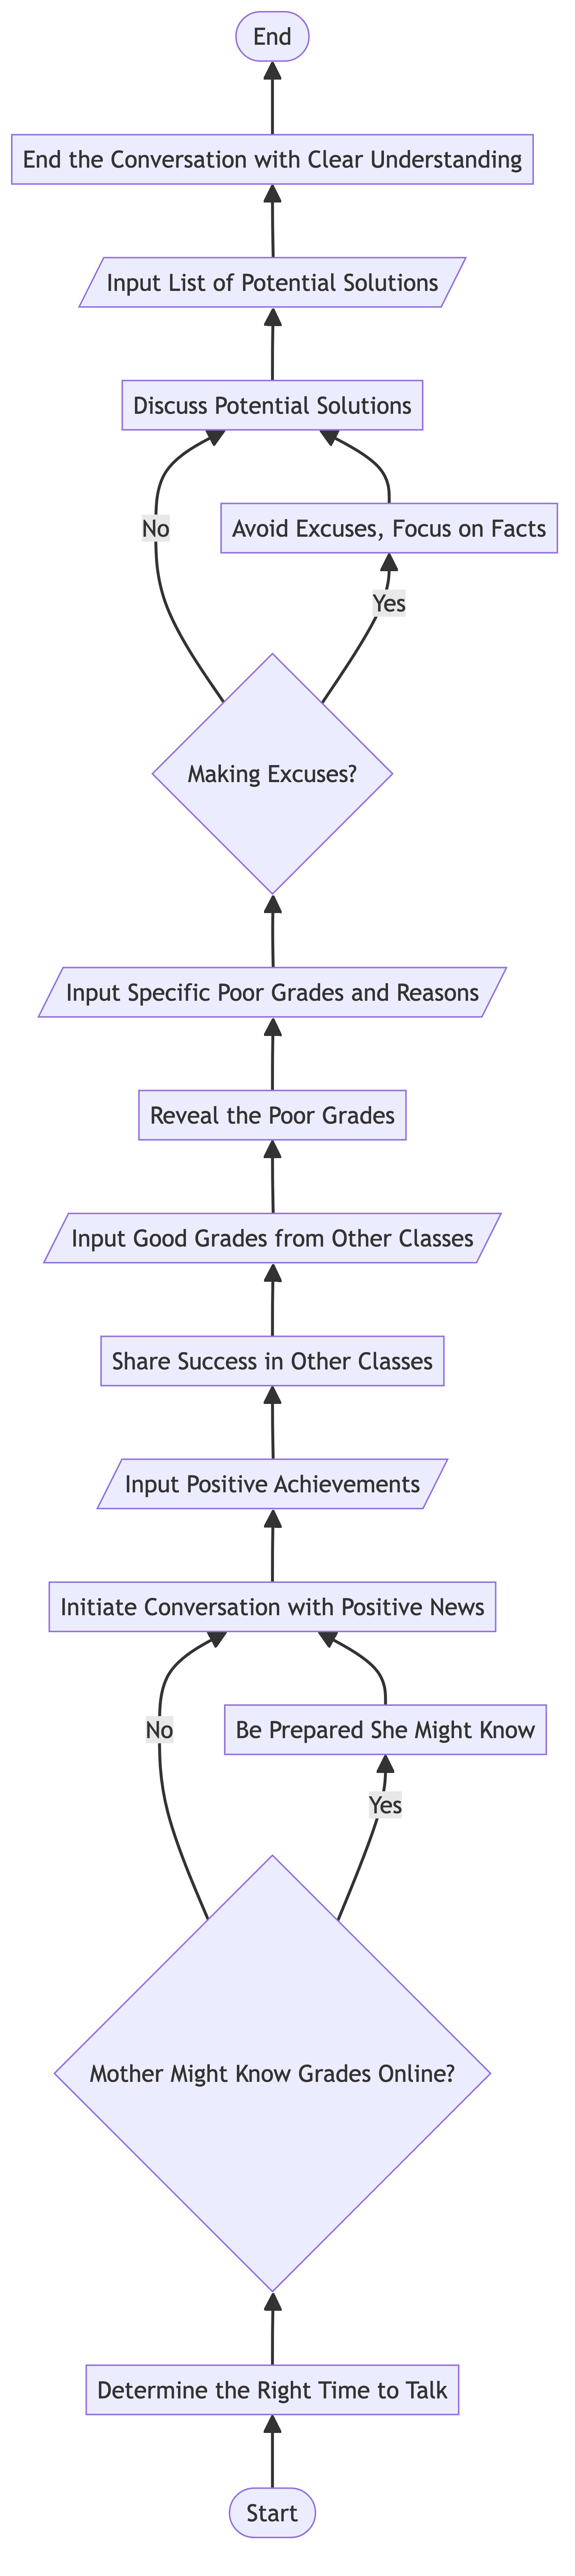 End
End the Conversation with Clear Understanding
Input List of Potential Solutions
Discuss Potential Solutions
No
Avoid Excuses, Focus on Facts
Yes
Making Excuses?
Input Specific Poor Grades and Reasons
Reveal the Poor Grades
Input Good Grades from Other Classes
Share Success in Other Classes
Input Positive Achievements
Initiate Conversation with Positive News
No
Be Prepared She Might Know
Yes
Mother Might Know Grades Online?
Determine the Right Time to Talk
Start